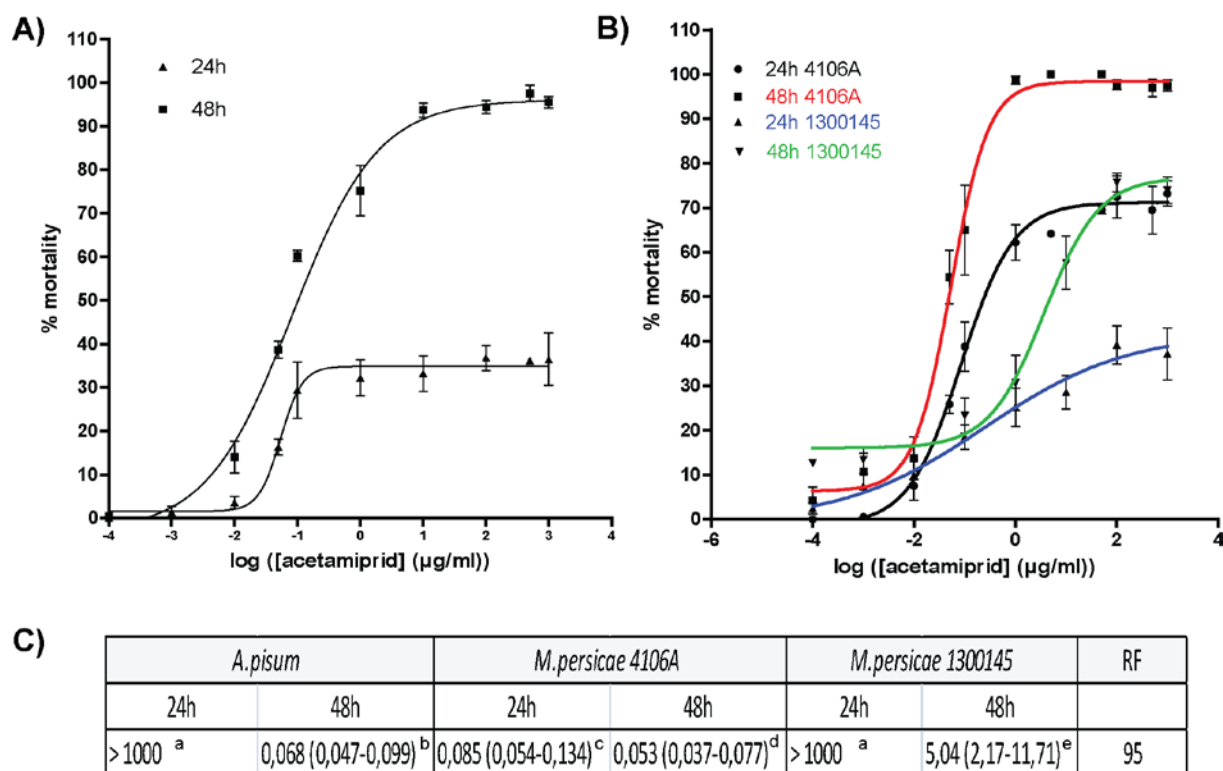 A)
110
100
90
80
70
60
50
40
30
20
10
0
% mortality
24h
48h
-4 -3 -2 -1 0 1 2 3 4
log ([acetamiprid] (µg/ml))
B)
110
100
90
80
70
60
50
40
30
20
10
0
% mortality
24h 4106A
48h 4106A
24h 1300145
48h 1300145
-6 -4 -2 0 2 4
log ([acetamiprid] (µg/ml))
C)
A.pisum M.persicae 4106A M.persicae 1300145 RF
24h 48h 24h 48h 24h 48h
> 1000 a 0,068 (0,047-0,099) b 0,085 (0,054-0,134) c 0,053 (0,037-0,077) d > 1000 a 5,04 (2,17-11,71) e 95